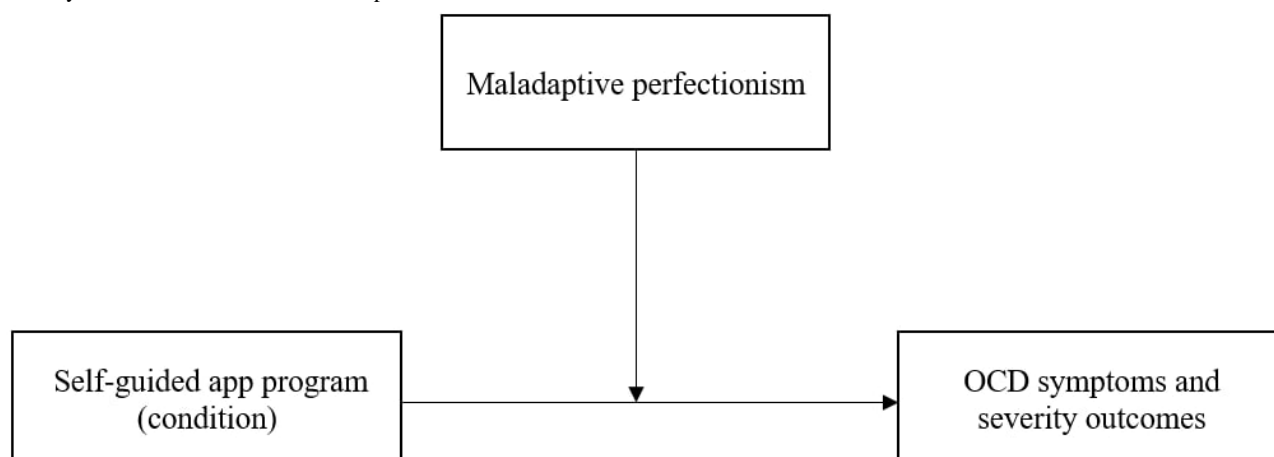 Maladaptive perfectionism
Self-guided app program
(condition)
OCD symptoms and
severity outcomes